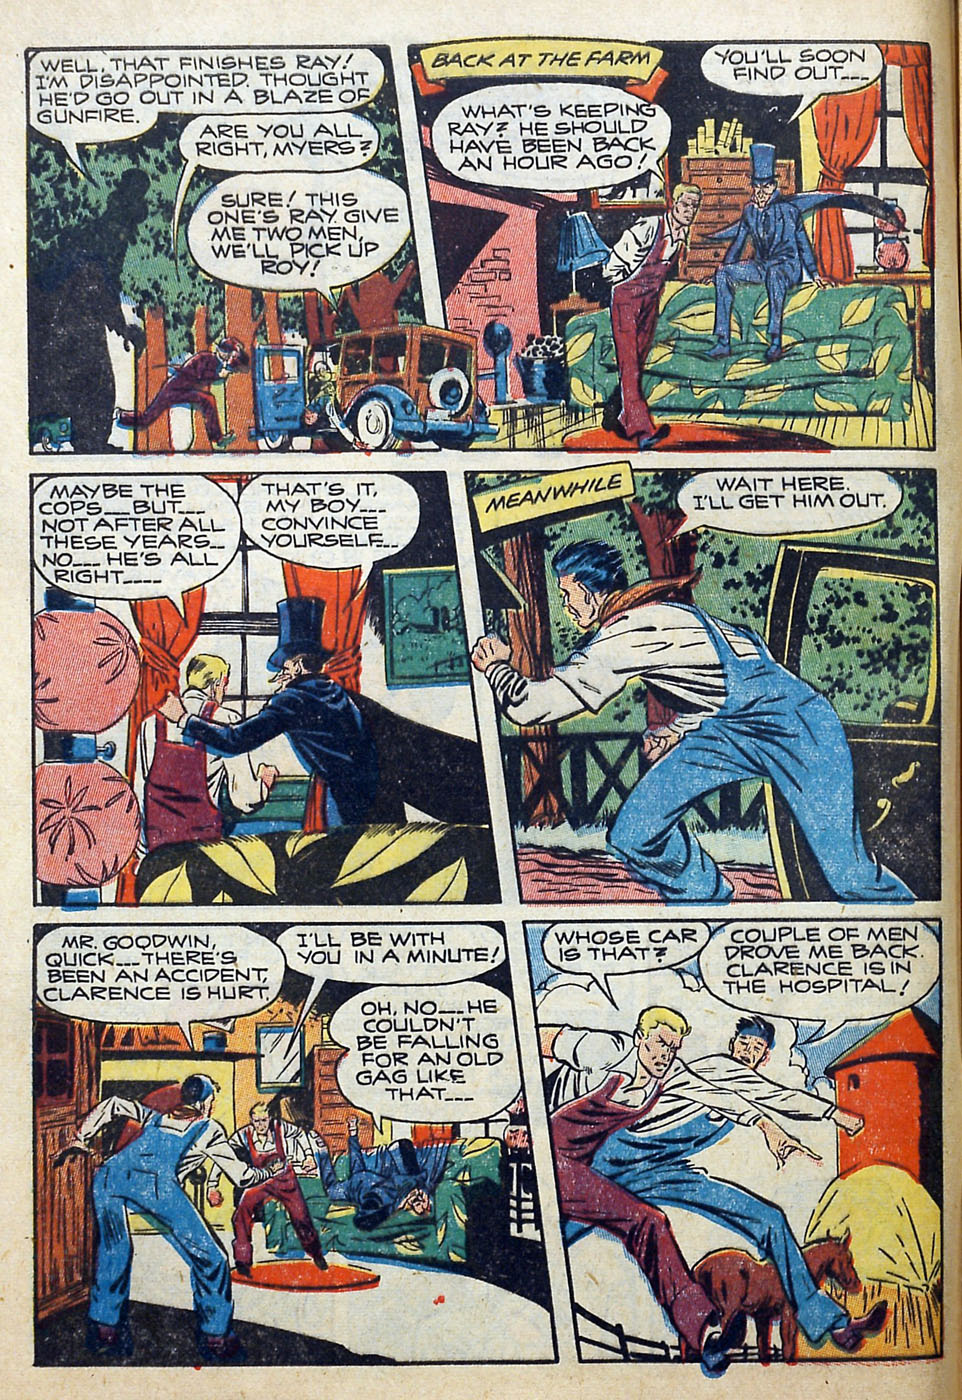 WELL, THAT FINISHES RAY!
I'M DISAPPOINTED. THOUGHT
HE'D GO OUT IN A BLAZE OF
GUNFIRE.
ARE YOU ALL
RIGHT, MYERS?
SURE! THIS
ONE'S RAY. GIVE
ME TWO MEN,
WE'LL PICK UP
ROY!
BACK AT THE FARM
WHAT'S KEEPING
RAY? HE SHOULD
HAVE BEEN BACK
AN HOUR AGO!
YOU'LL SOON
FIND OUT---
MAYBE THE
COPS---BUT---
NOT AFTER ALL
THESE YEARS--
NO--- HE'S ALL
RIGHT----
THAT'S IT,
MY BOY---
CONVINCE
YOURSELF---
MEANWHILE
WAIT HERE.
I'LL GET HIM OUT.
MR. GOODWIN,
QUICK---THERE'S
BEEN AN ACCIDENT,
CLARENCE IS HURT.
I'LL BE WITH
YOU IN A MINUTE!
OH, NO---HE
COULDN'T
BE FALLING
FOR AN OLD
GAG LIKE
THAT---
WHOSE CAR
IS THAT?
COUPLE OF MEN
DROVE ME BACK.
CLARENCE IS IN
THE HOSPITAL!